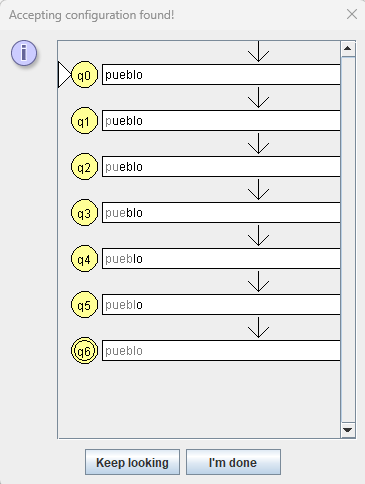 Accepting configuration found!
i
q0 pueblo
q1 pueblo
q2 pueblo
q3 pueblo
q4 pueblo
q5 pueblo
q6 pueblo
Keep looking I'm done